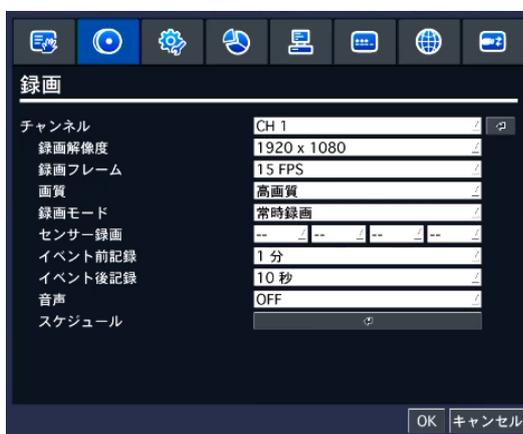 録画
チャンネル CH 1
録画解像度 1920 x 1080
録画フレーム 15 FPS
画質 高画質
録画モード 常時録画
センサー録画 -- -- -- --
イベント前記録 1 分
イベント後記録 10 秒
音声 OFF
スケジュール
OK キャンセル